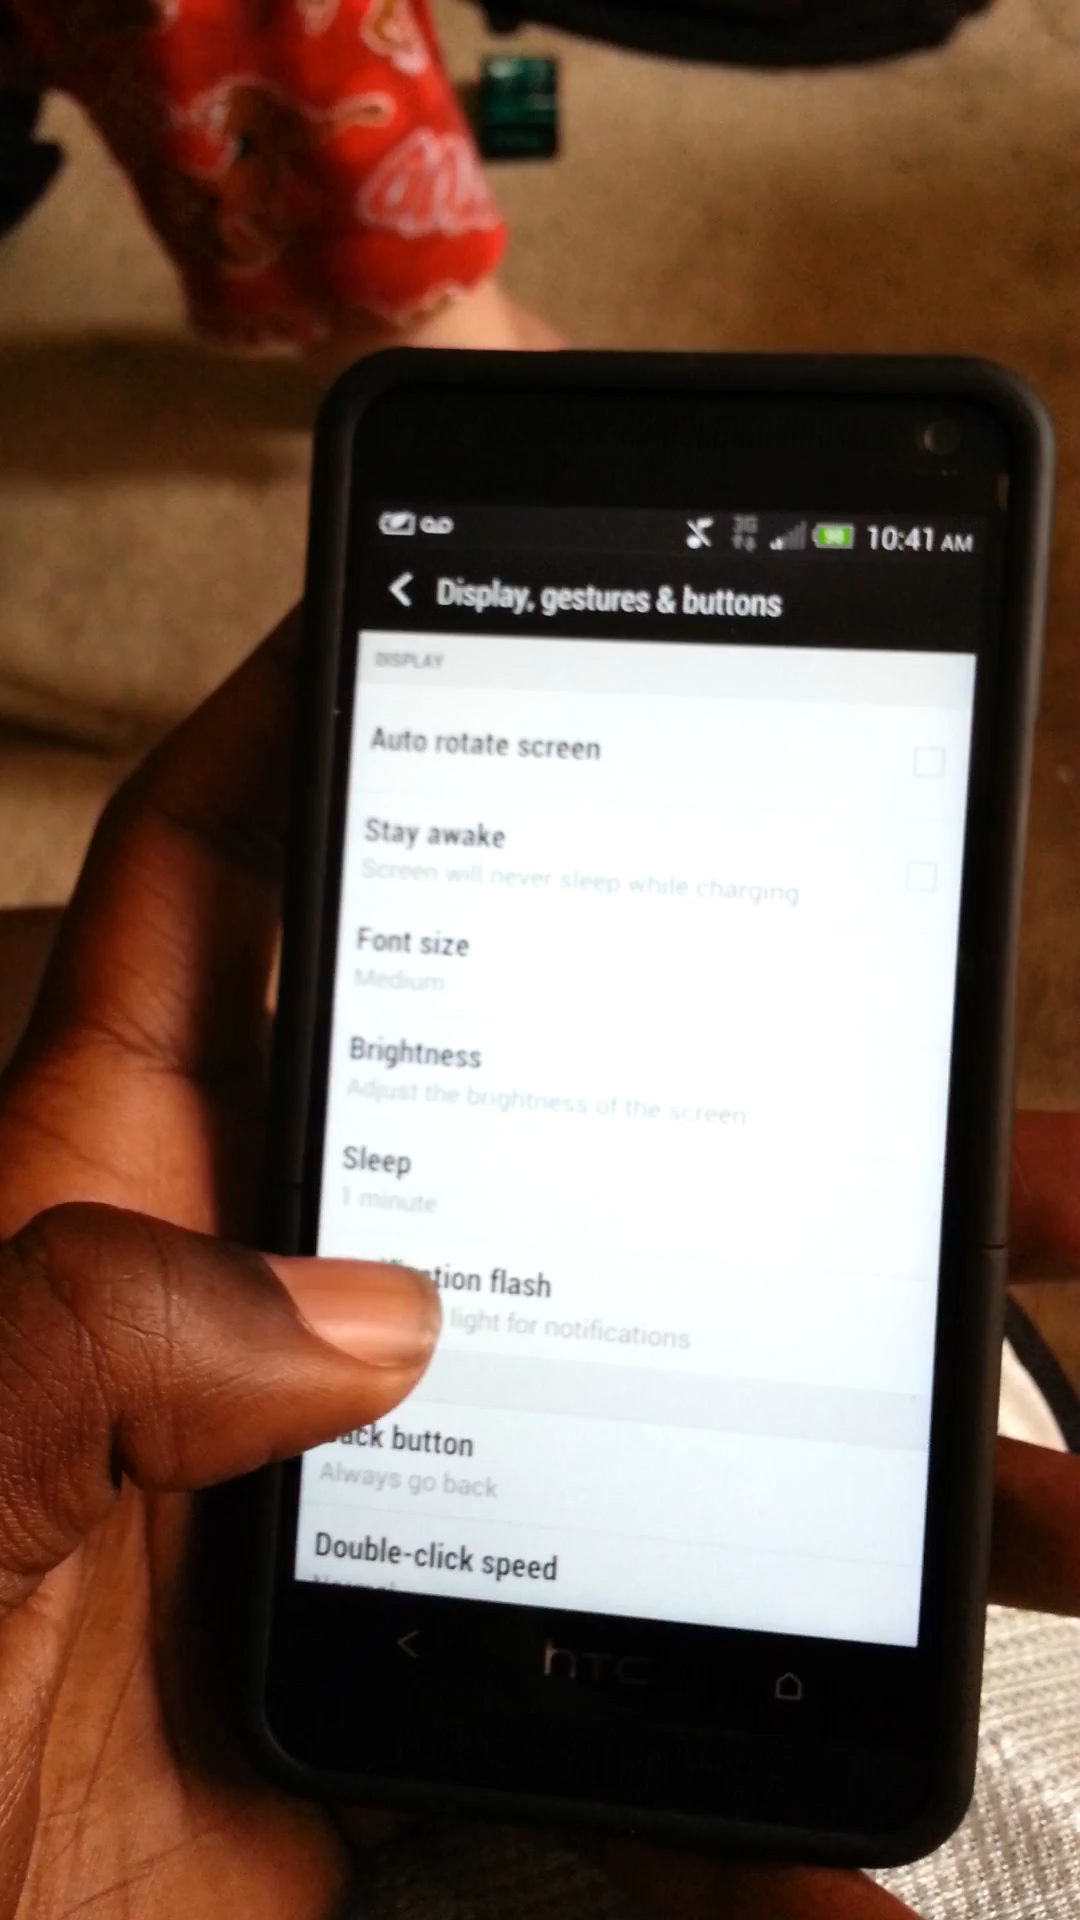 3G 98 10:41 AM
Display, gestures & buttons
DISPLAY
Auto rotate screen
Stay awake
Screen will never sleep while charging
Font size
Medium
Brightness
Adjust the brightness of the screen
Sleep
1 minute
flash
light for notifications
button
Always go back
Double-click speed
hTC